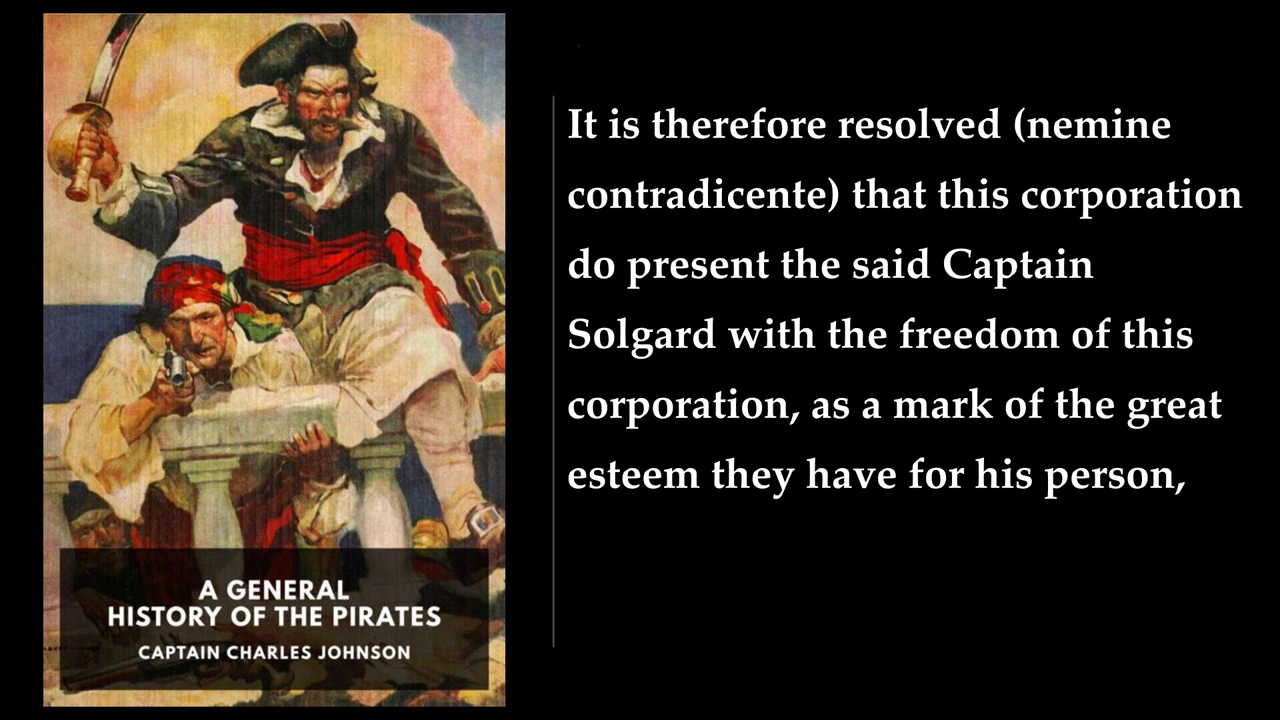 It is therefore resolved (nemine
contradicente) that this corporation
do present the said Captain
Solgard with the freedom of this
corporation, as a mark of the great
esteem they have for his person,
A GENERAL
HISTORY OF THE PIRATES
CAPTAIN CHARLES JOHNSON